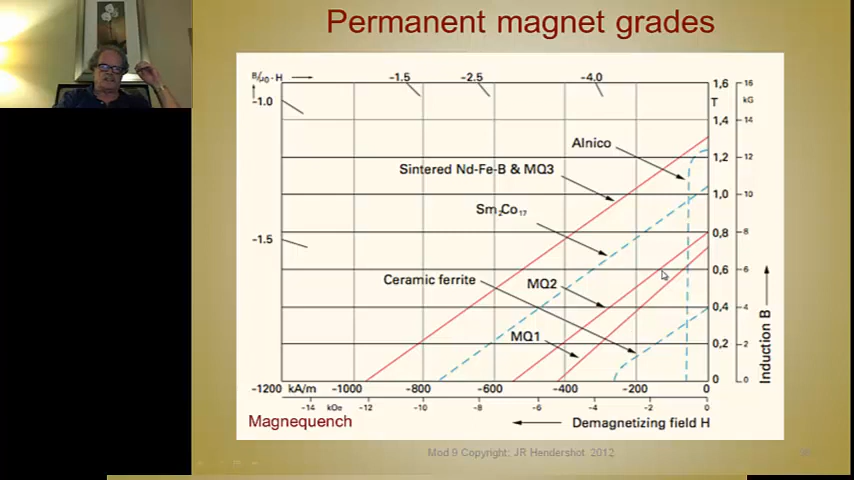 Permanent magnet grades
B/μ₀·H
-1.5
-2.5
-4.0
1,6
16
-1.0
T
kG
1,4
14
Alnico
1,2
12
Sintered Nd-Fe-B & MQ3
1,0
10
Sm₂Co₁₇
-1.5
0,8
8
Ceramic ferrite
0,6
6
MQ2
0,4
4
MQ1
0,2
2
0
0
-1200 kA/m
-1000
-800
-600
-400
-200
0
-14
kOe
-12
-10
-8
-6
-4
-2
0
Induction B
Magnequench
Demagnetizing field H
Mod 9 Copyright: JR Hendershot 2012